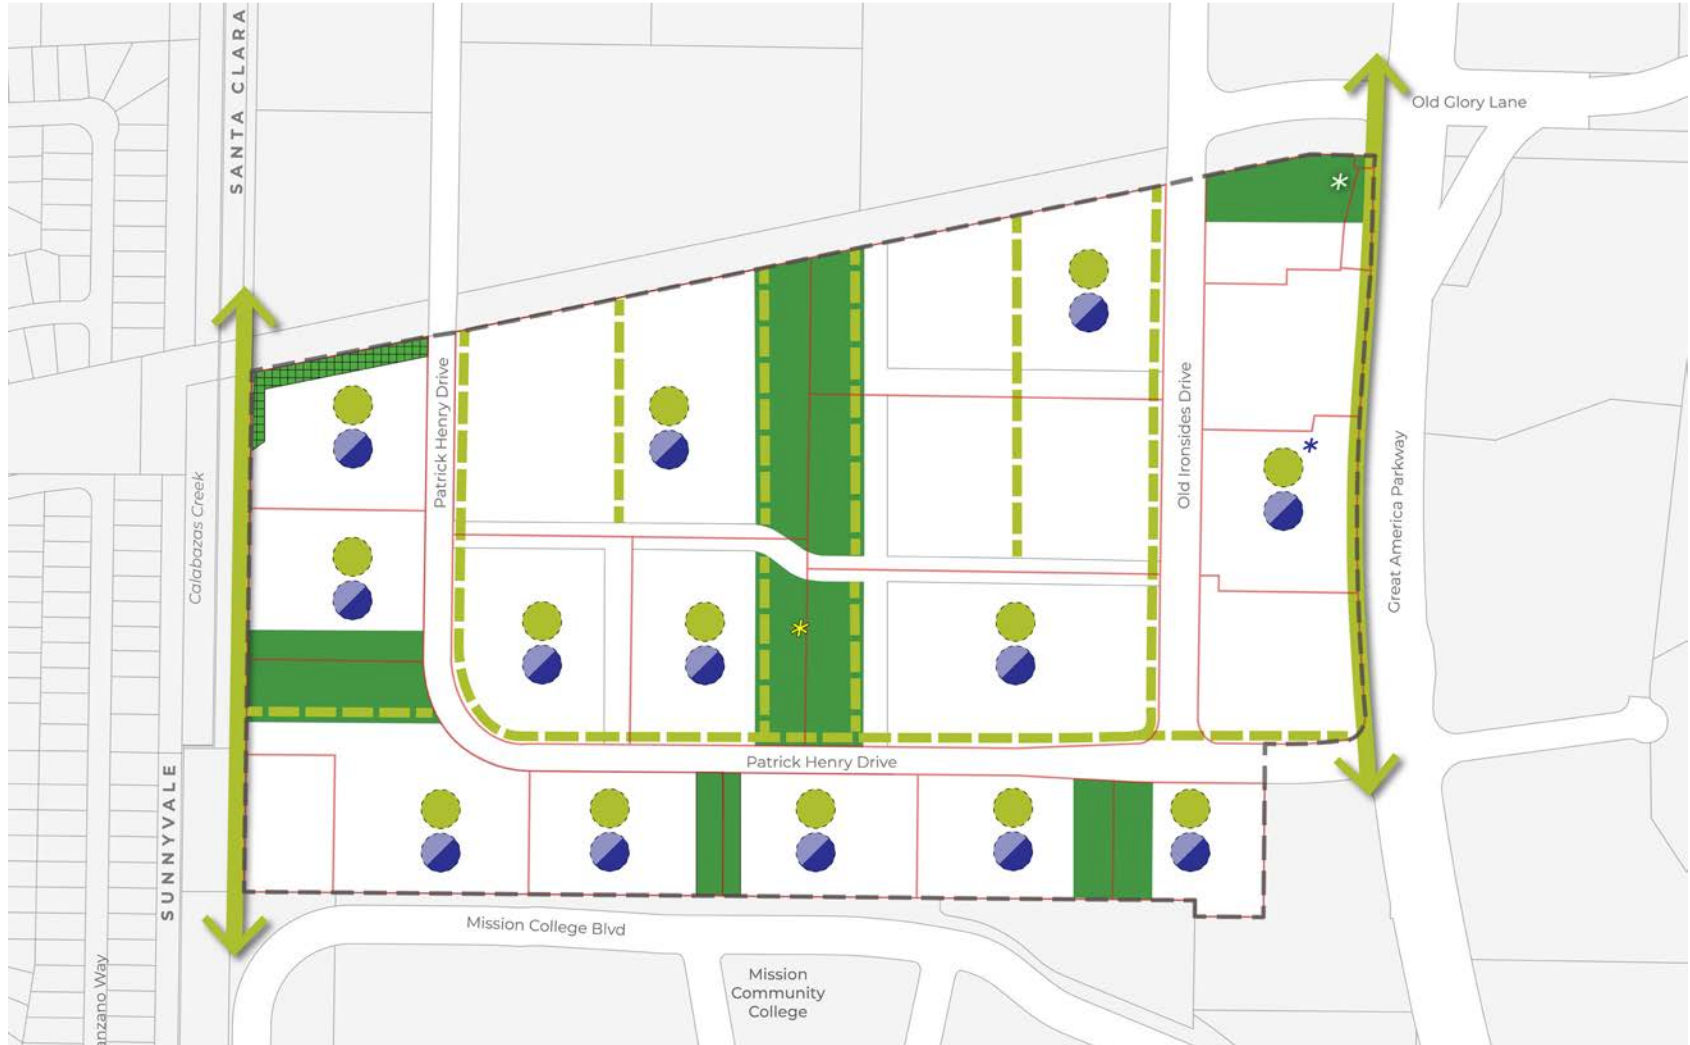 SANTA CLARA
Old Glory Lane
Patrick Henry Drive
Old Ironsides Drive
Great America Parkway
Calabazas Creek
SUNNYVALE
Patrick Henry Drive
Mission College Blvd
Mission
Community
College
anzano Way